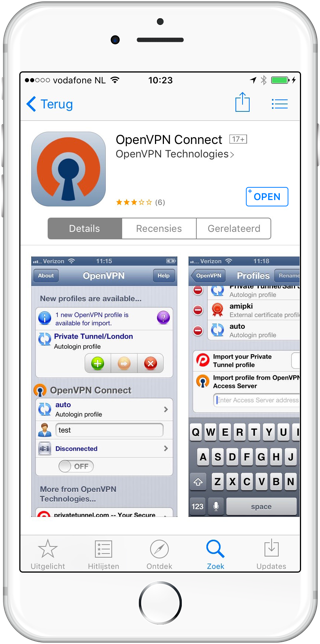 vodafone NL 10:23
Terug
OpenVPN Connect 17+
OpenVPN Technologies
(6)
+ OPEN
Details Recensies Gerelateerd
Verizon 11:15
About OpenVPN Help
New profiles are available...
1 new OpenVPN profile is
available for import.
Private Tunnel/London
Autologin profile
OpenVPN Connect
auto
Autologin profile
test
Disconnected
OFF
More from OpenVPN
Technologies...
privatetunnel.com -- Your Secure
Verizon 11:18
OpenVPN Profiles Rename
Autologin profile
amipki
External certificate profile
auto
Autologin profile
Import your Private
Tunnel profile
Import profile from OpenVPN
Access Server
Enter Access Server address
Q W E R T Y U I
A S D F G H J K
Z X C V B N M
123 space
Uitgelicht Hitlijsten Ontdek Zoek Updates